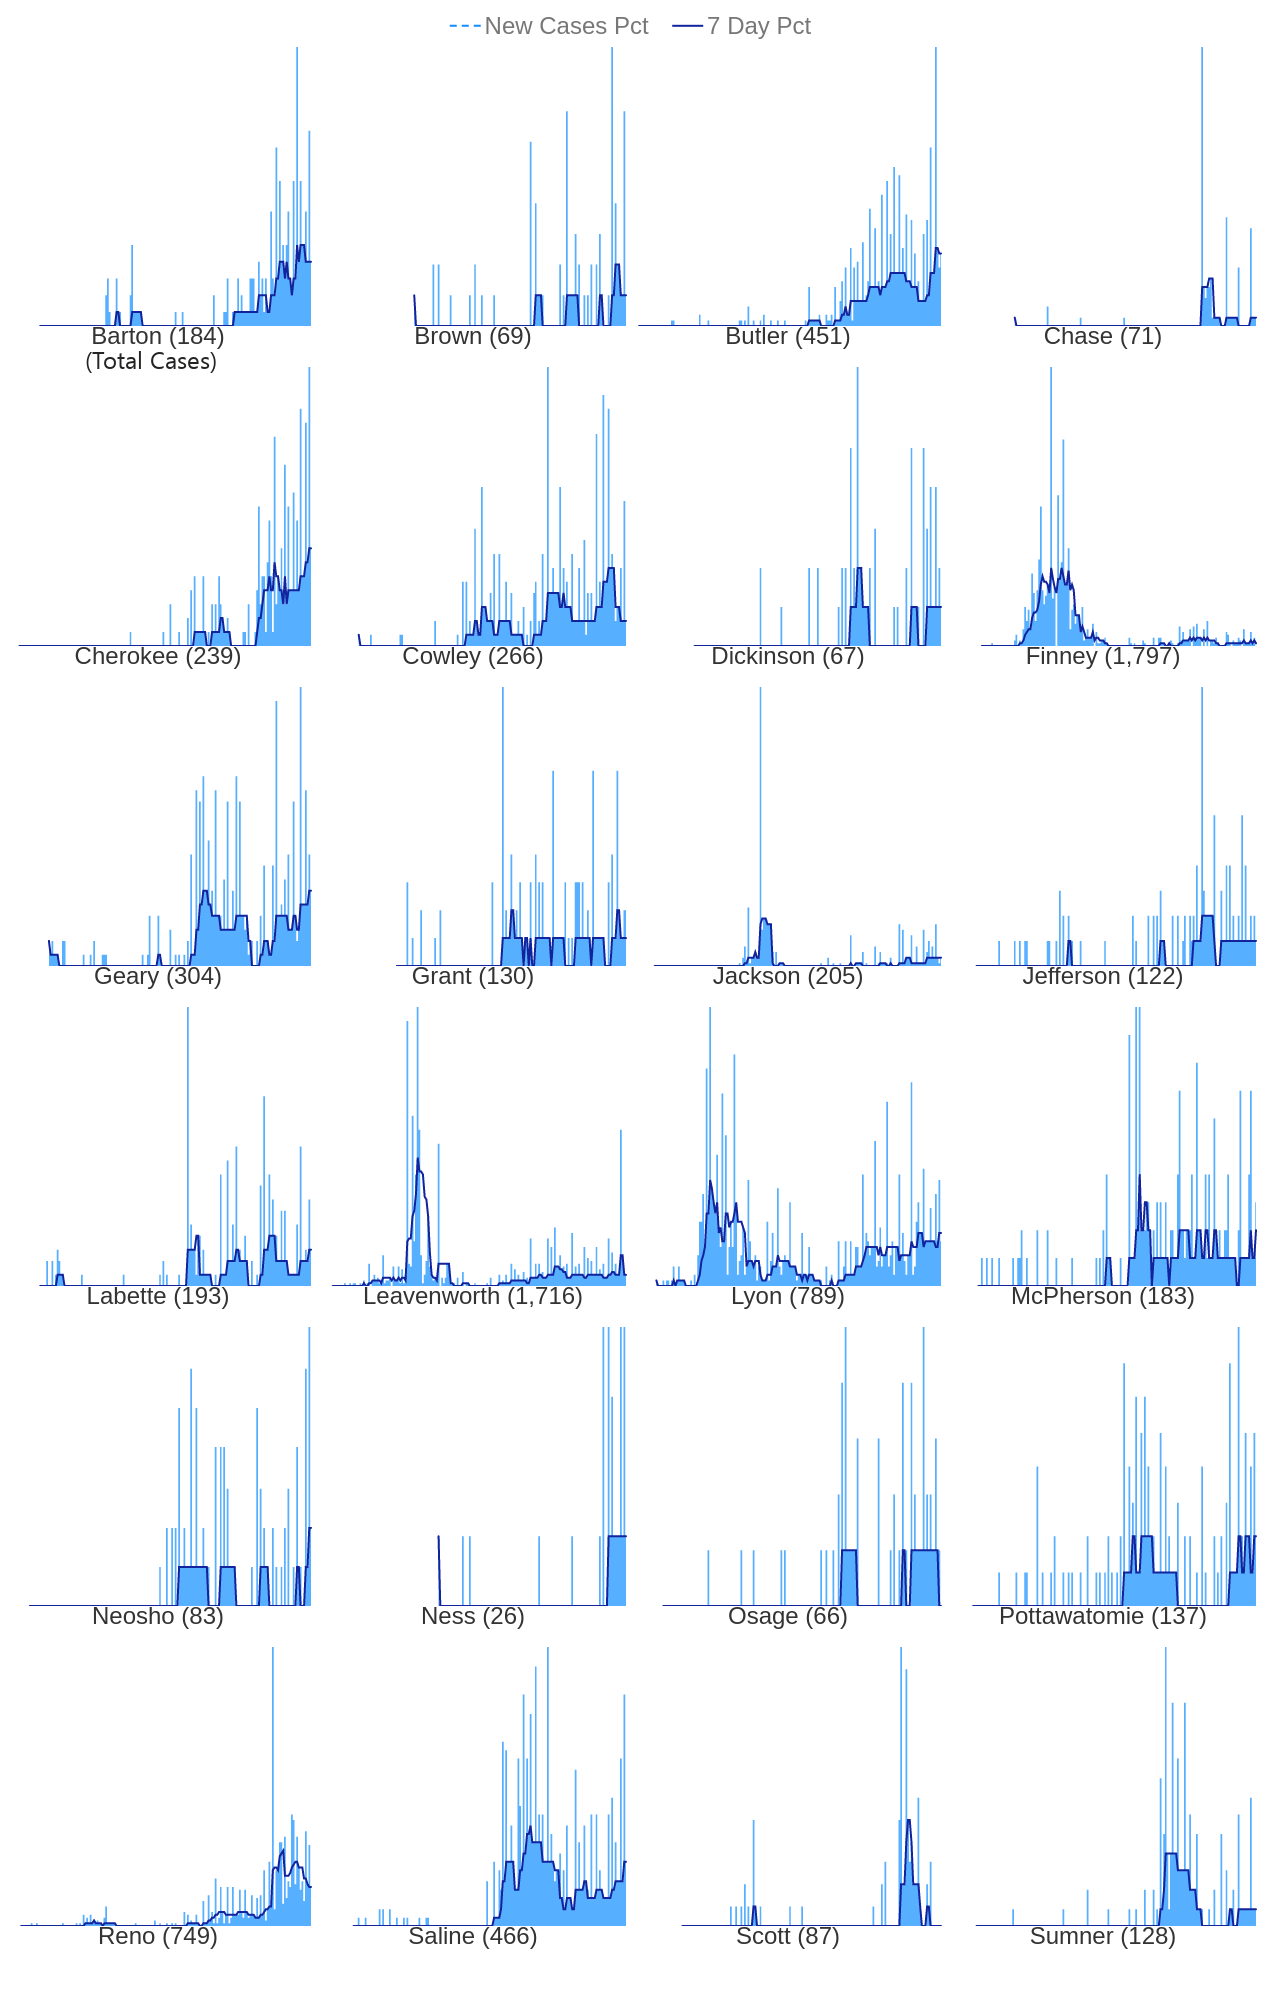 New Cases Pct 7 Day Pct
Barton (184) Brown (69) Butler (451) Chase (71)
(Total Cases)
Cherokee (239) Cowley (266) Dickinson (67) Finney (1,797)
Geary (304) Grant (130) Jackson (205) Jefferson (122)
Labette (193) Leavenworth (1,716) Lyon (789) McPherson (183)
Neosho (83) Ness (26) Osage (66) Pottawatomie (137)
Reno (749) Saline (466) Scott (87) Sumner (128)